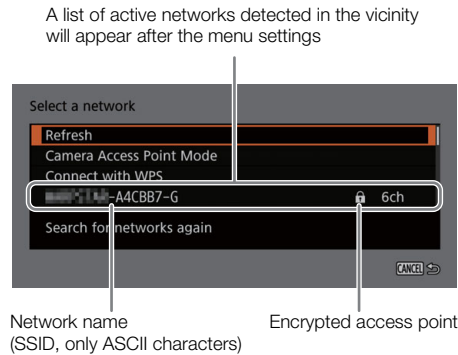 A list of active networks detected in the vicinity
will appear after the menu settings
Select a network
Refresh
Camera Access Point Mode
Connect with WPS
-A4CBB7-G 6ch
Search for networks again
CANCEL
Network name
(SSID, only ASCII characters)
Encrypted access point